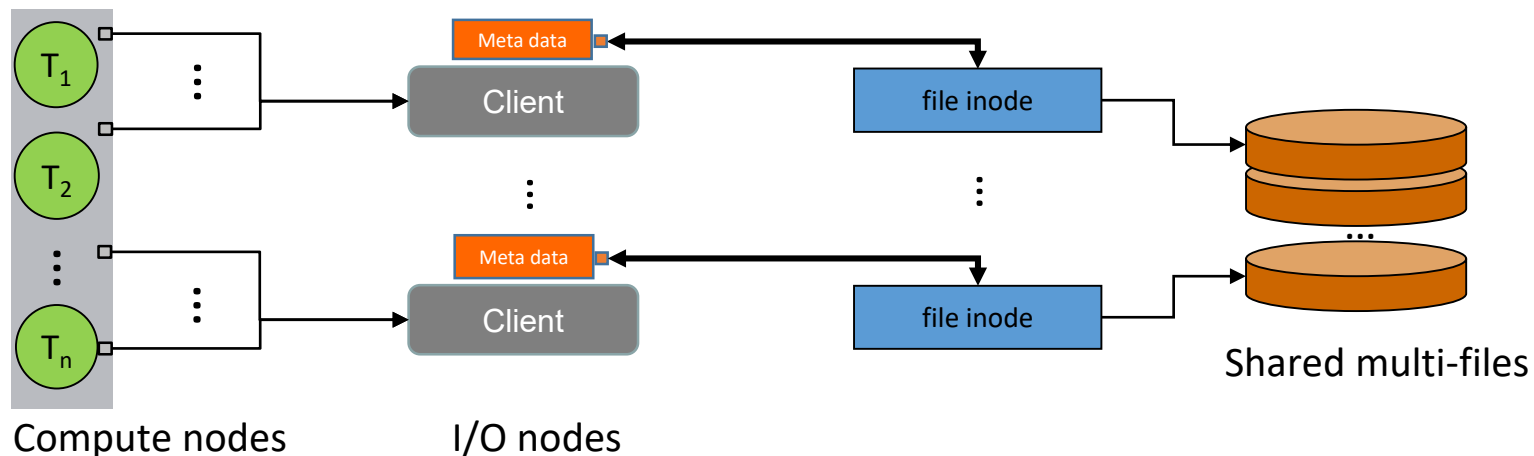 T1
T2
⋮
Tn
⋮
⋮
Meta data
Client
⋮
Meta data
Client
file inode
⋮
file inode
...
Compute nodes
I/O nodes
Shared multi-files